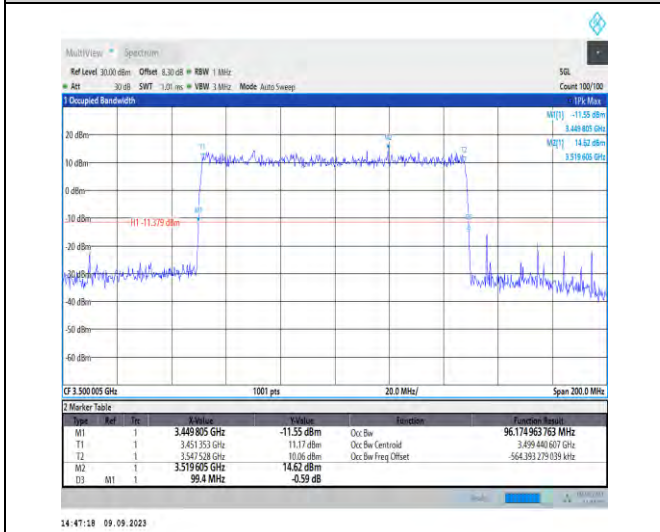 MultiView Spectrum
Ref Level 30.00 dBm Offset 8.30 dB RBW 1 MHz SGL
Att 30 dB SWT 1.01 ms VBW 3 MHz Mode Auto Sweep Count 100/100
1 Occupied Bandwidth 1Pk Max
M1[1] -11.55 dBm
3.449 805 GHz
20 dBm
M2[1] 14.62 dBm
3.519 605 GHz
T1
M2
T2
10 dBm
0 dBm
-10 dBm
M1
H1 -11.379 dBm
-20 dBm
-30 dBm
-40 dBm
-50 dBm
-60 dBm
CF 3.500 005 GHz 1001 pts 20.0 MHz/ Span 200.0 MHz
2 Marker Table
Type Ref Trc X-Value Y-Value Function Function Result
M1 1 3.449 805 GHz -11.55 dBm Occ Bw 96.174 963 763 MHz
T1 1 3.451 353 GHz 11.17 dBm Occ Bw Centroid 3.499 440 607 GHz
T2 1 3.547 528 GHz 10.06 dBm Occ Bw Freq Offset -564.393 279 039 kHz
M2 1 3.519 605 GHz 14.62 dBm
D3 M1 1 99.4 MHz -0.59 dB
14:47:18 09.09.2023